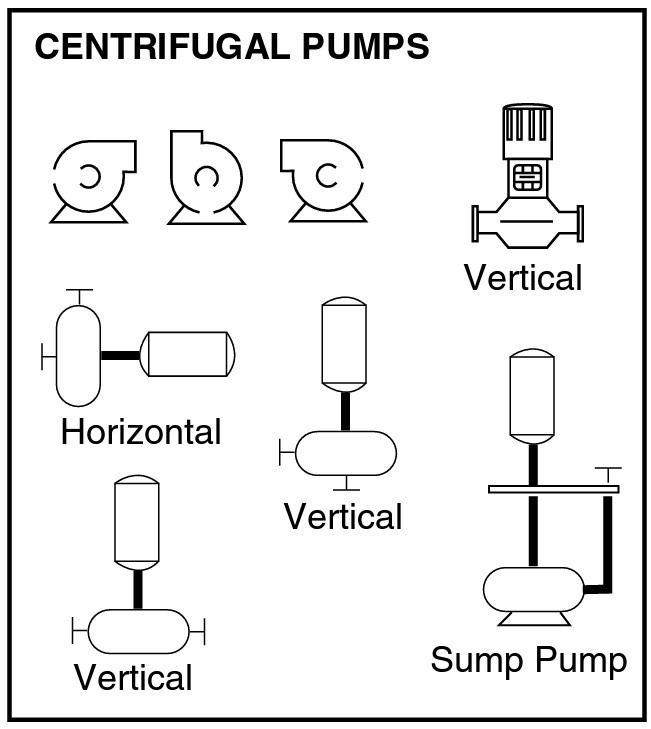 CENTRIFUGAL PUMPS
Vertical
Horizontal
Vertical
Vertical
Sump Pump